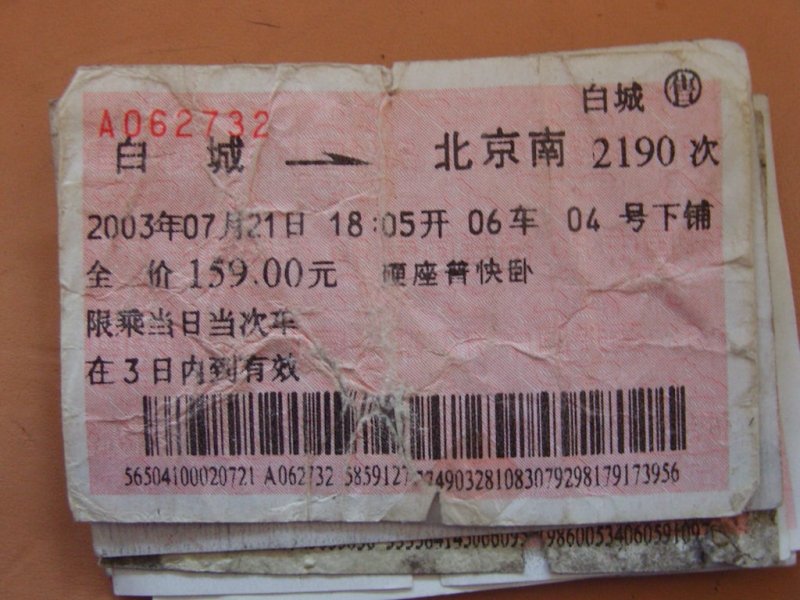 白城 售
A062732
白 城 → 北京南 2190 次
2003年07月21日 18:05开 06车 04 号下铺
全 价 159.00元 硬座普快卧
限乘当日当次车
在3日内到有效
56504100020721 A062732 5859127 7490328108307929817917​3956